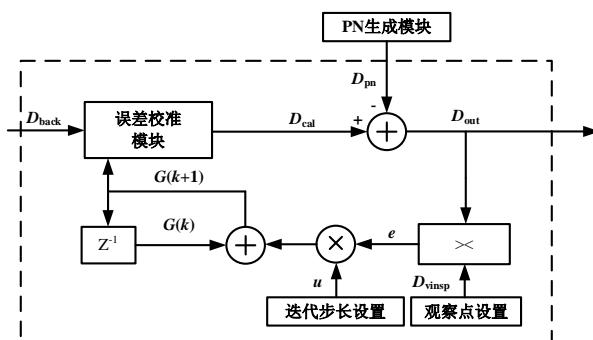 PN生成模块
Dpn
-
Dback
误差校准
模块
Dcal
+
+
Dout
G(k+1)
Z-1
G(k)
+
×
e
><
u
Dvinsp
迭代步长设置
观察点设置